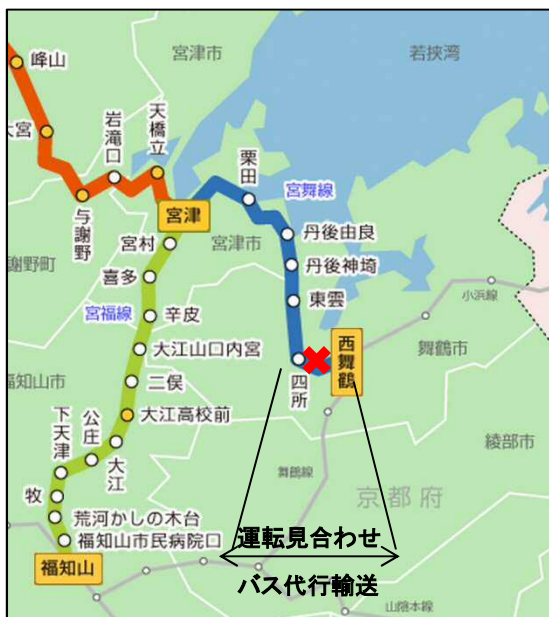 宮津市
若狭湾
峰山
大宮
岩滝口
天橋立
与謝野
宮津
栗田
宮舞線
宮村
宮津市
丹後由良
丹後神埼
東雲
謝野町
喜多
宮福線
辛皮
小浜線
大江山口内宮
西舞鶴
舞鶴市
四所
福知山市
二俣
大江高校前
下天津
公庄
大江
綾部市
舞鶴線
京都府
牧
荒河かしの木台
福知山市民病院口
福知山
運転見合わせ
バス代行輸送
山陰本線